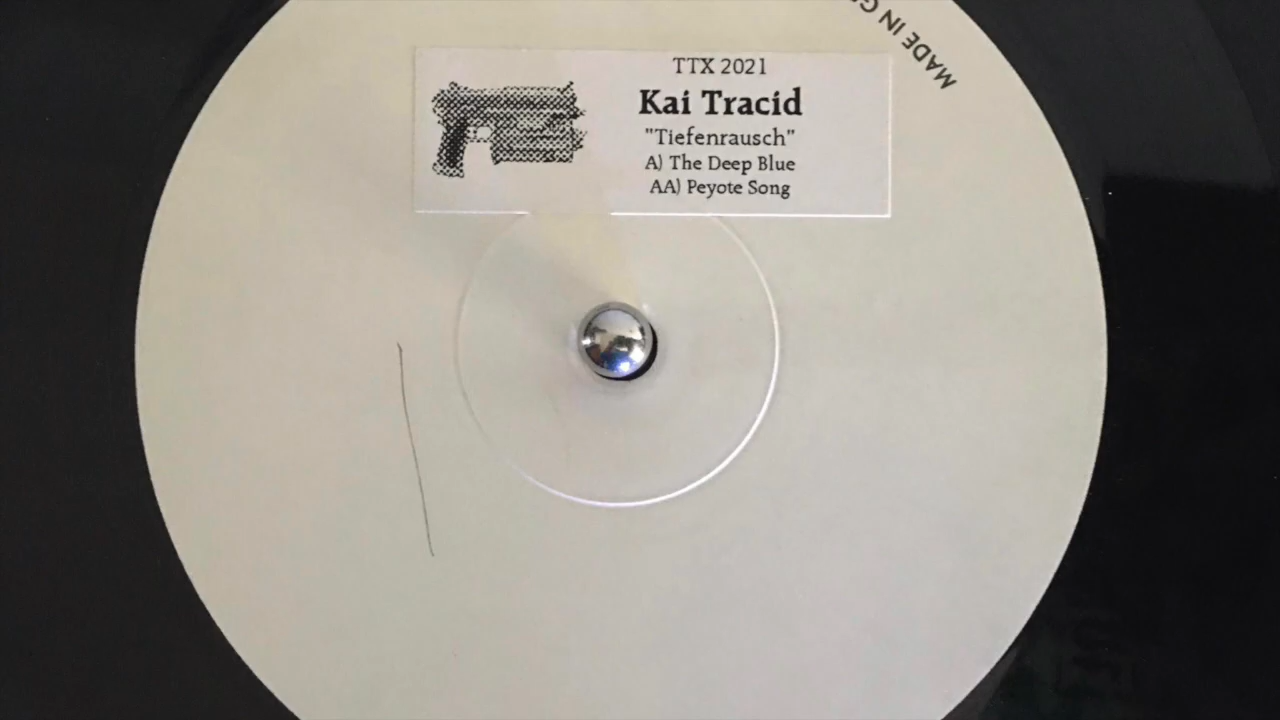 MADE IN G
TTX 2021
Kai Tracid
"Tiefenrausch"
A) The Deep Blue
AA) Peyote Song